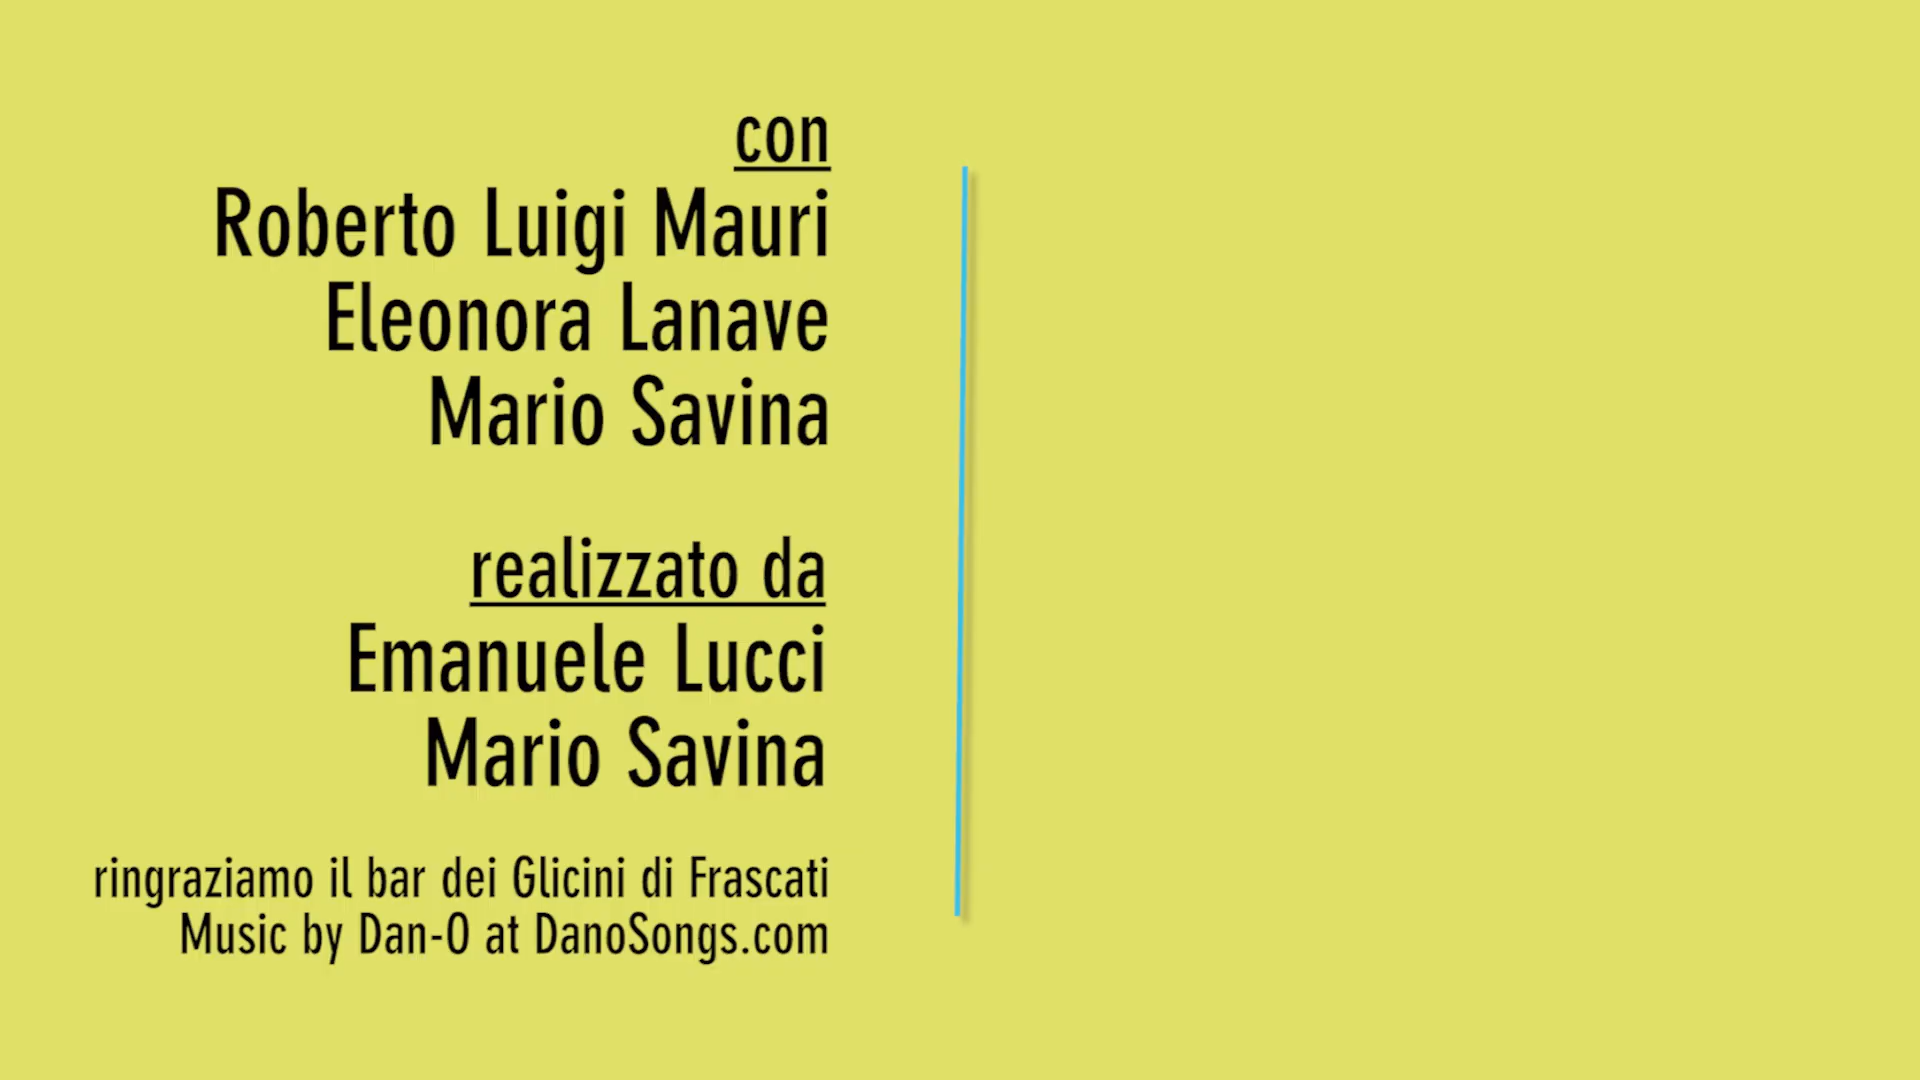 con
Roberto Luigi Mauri
Eleonora Lanave
Mario Savina
realizzato da
Emanuele Lucci
Mario Savina
ringraziamo il bar dei Glicini di Frascati
Music by Dan-O at DanoSongs.com